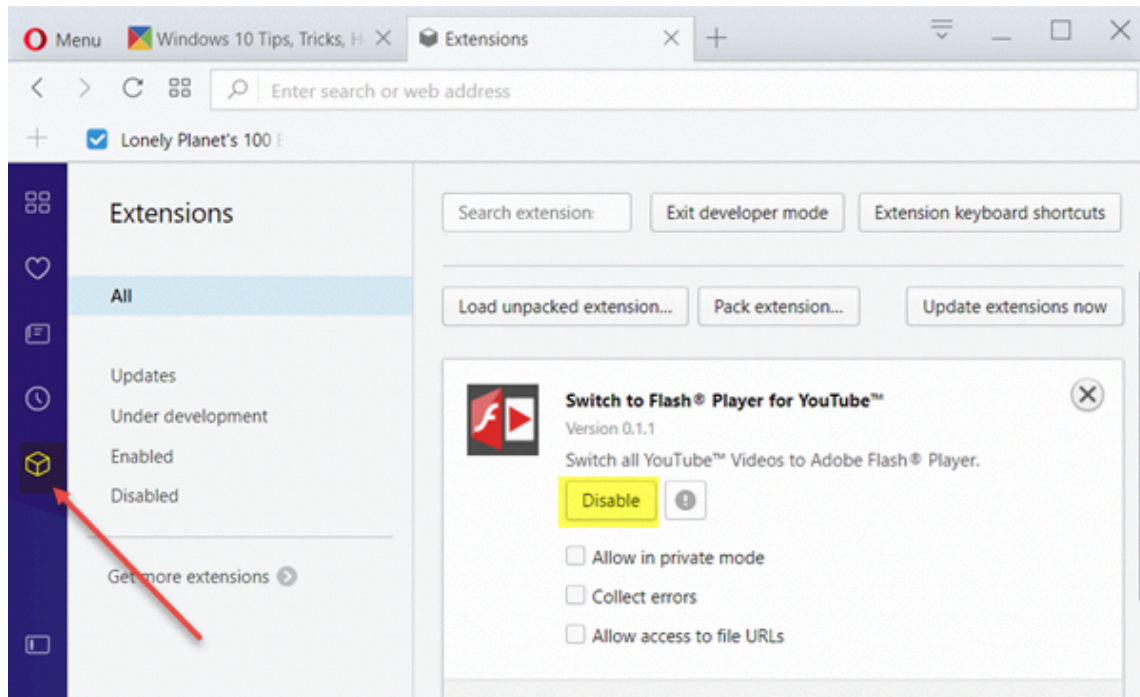 Menu
Windows 10 Tips, Tricks, H
Extensions
Enter search or web address
Lonely Planet's 100
Extensions
All
Updates
Under development
Enabled
Disabled
Get more extensions
Search extension:
Exit developer mode
Extension keyboard shortcuts
Load unpacked extension...
Pack extension...
Update extensions now
Switch to Flash® Player for YouTube™
Version 0.1.1
Switch all YouTube™ Videos to Adobe Flash® Player.
Disable
Allow in private mode
Collect errors
Allow access to file URLs